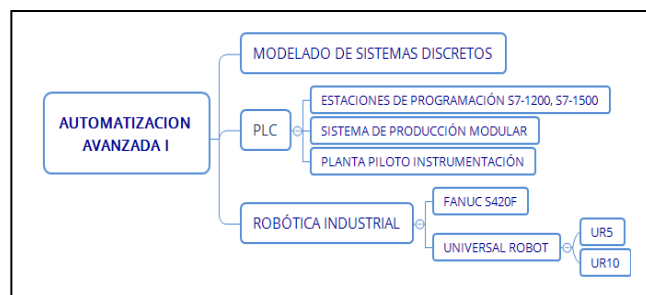 AUTOMATIZACION
AVANZADA I
MODELADO DE SISTEMAS DISCRETOS
PLC
ESTACIONES DE PROGRAMACIÓN S7-1200, S7-1500
SISTEMA DE PRODUCCIÓN MODULAR
PLANTA PILOTO INSTRUMENTACIÓN
ROBÓTICA INDUSTRIAL
FANUC S420F
UNIVERSAL ROBOT
UR5
UR10